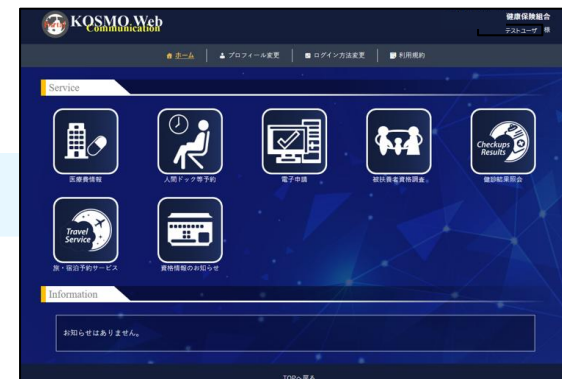 KOSMO Web
Communication
健康保険組合
テストユーザ 様
ホーム
プロフィール変更
ログイン方法変更
利用規約
Service
医療費情報
人間ドック等予約
電子申請
被扶養者資格調査
Checkups
Results
健診結果照会
Travel
Service
旅・宿泊予約サービス
資格情報のお知らせ
Information
お知らせはありません。
TOPへ戻る